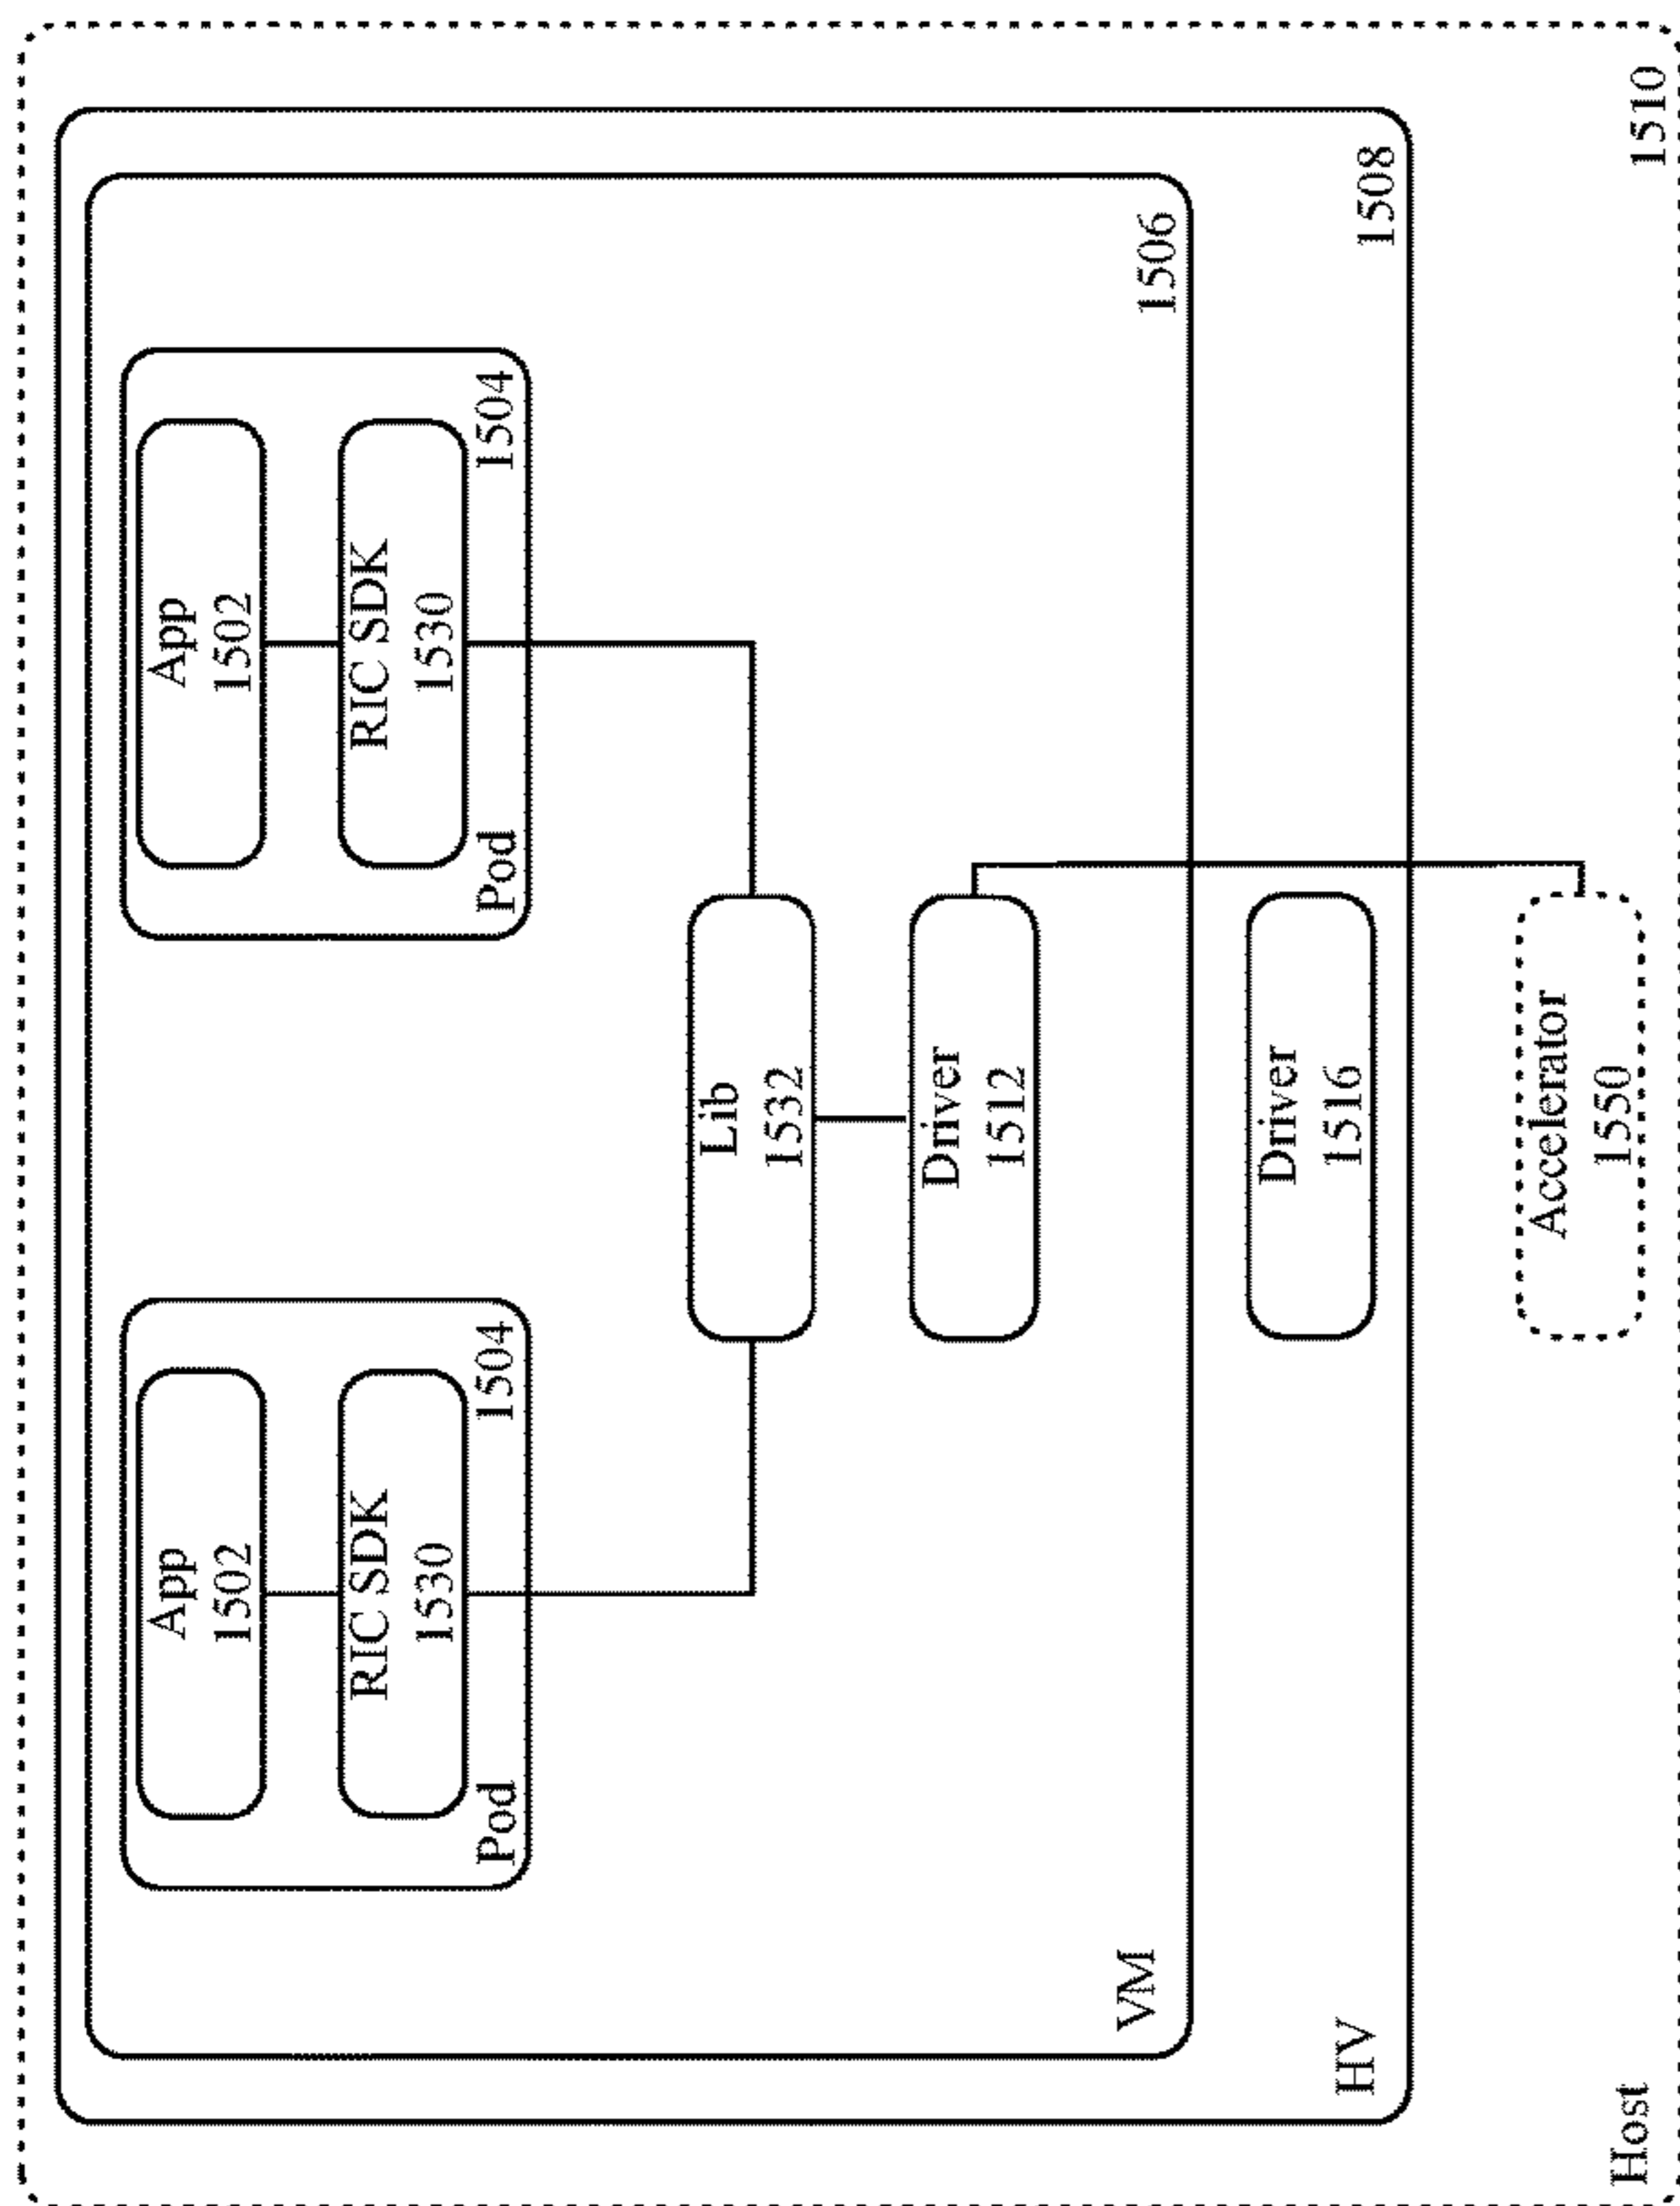 App
1502
RIC SDK
1530
Pod
1504
App
1502
RIC SDK
1530
Pod
1504
Lib
1532
Driver
1512
VM
1506
Driver
1516
HV
1508
Accelerator
1550
Host
1510